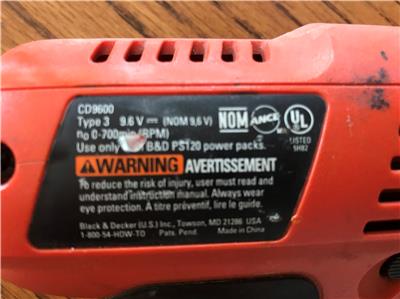 CD9600
Type 3 9.6 V ⎓ (NOM 9,6 V)
no 0-700min (RPM)
Use only B&D PS120 power packs.
NOM ANCE UL
LISTED
5H82
WARNING AVERTISSEMENT
To reduce the risk of injury, user must read and
understand instruction manual. Always wear
eye protection. A titre préventif, lire le guide.
Black & Decker (U.S.) Inc., Towson, MD 21286 USA
1-800-54-HOW-TO Pats. Pend. Made in China